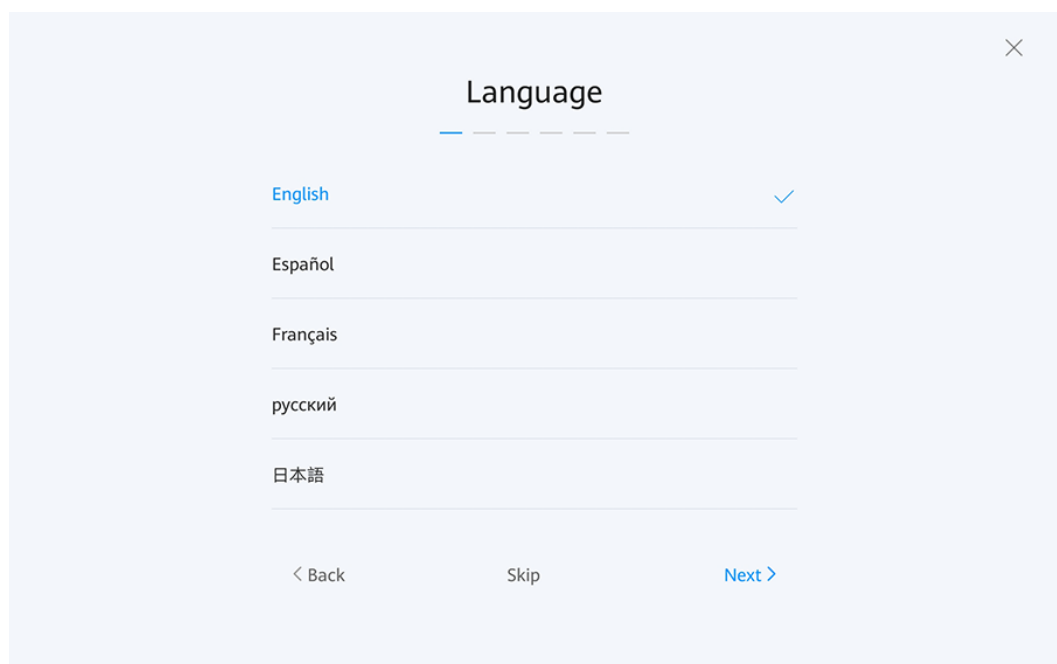 Language
English
Español
Français
русский
日本語
Back Skip Next